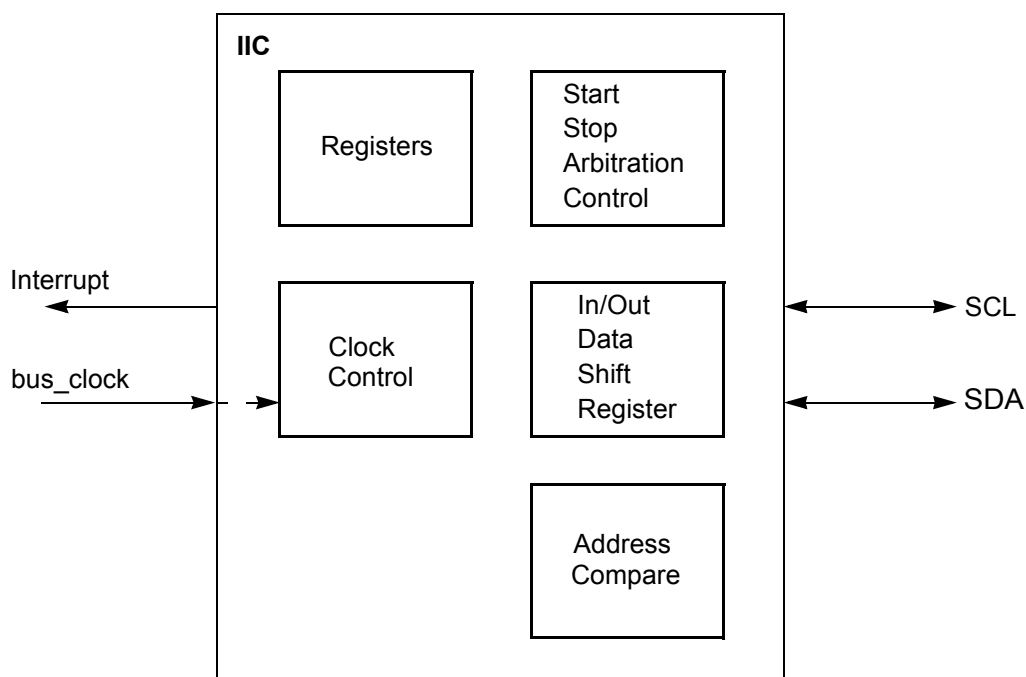 IIC
Registers
Start
Stop
Arbitration
Control
Interrupt
bus_clock
Clock
Control
In/Out
Data
Shift
Register
SCL
SDA
Address
Compare